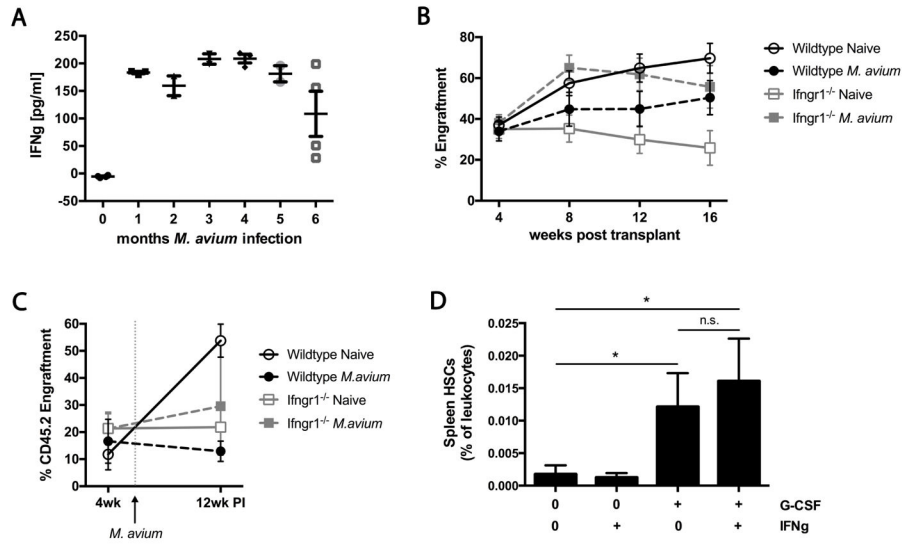 A
IFNg [pg/ml]
250
200
150
100
50
0
-50
0 1 2 3 4 5 6
months M. avium infection
B
% Engraftment
80
60
40
20
0
4 8 12 16
weeks post transplant
Wildtype Naive
Wildtype M. avium
Ifngr1-/- Naive
Ifngr1-/- M. avium
C
% CD45.2 Engraftment
60
50
40
30
20
10
0
4wk 12wk PI
M. avium
Wildtype Naive
Wildtype M.avium
Ifngr1-/- Naive
Ifngr1-/- M.avium
D
Spleen HSCs
(% of leukocytes)
0.025
0.020
0.015
0.010
0.005
0.000
*
n.s.
*
0 0 + + G-CSF
0 + 0 + IFNg